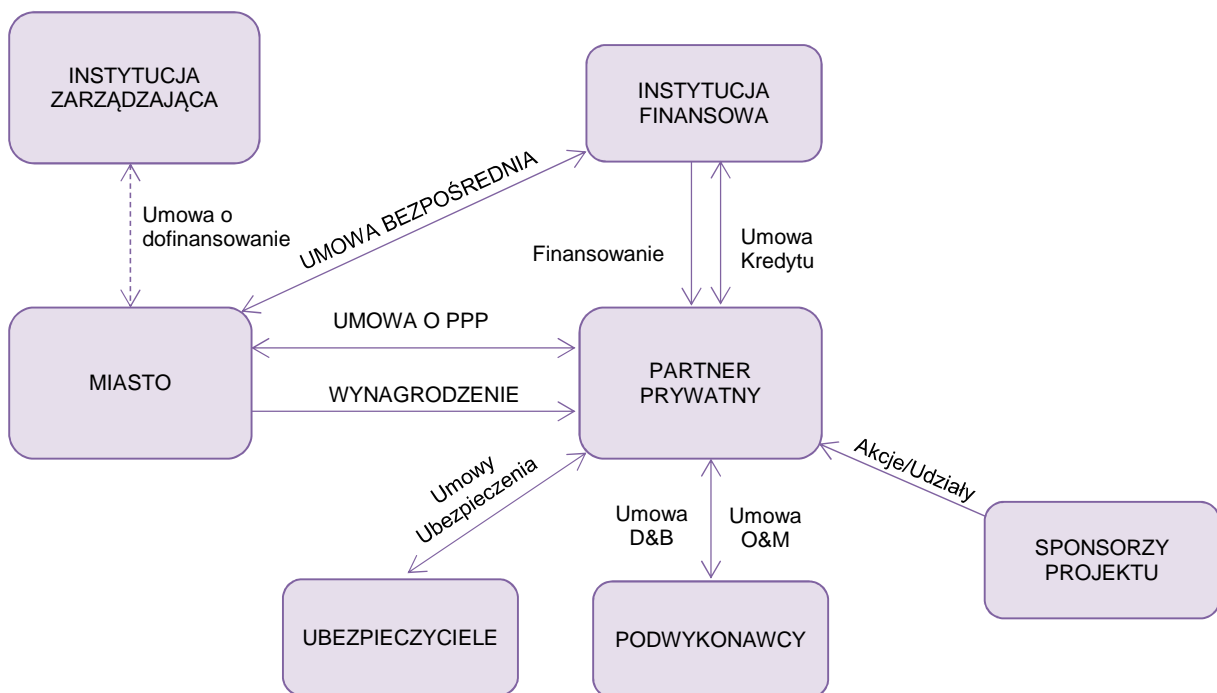 INSTYTUCJA
ZARZĄDZAJĄCA
INSTYTUCJA
FINANSOWA
Umowa o
dofinansowanie
UMOWA BEZPOŚREDNIA
Finansowanie
Umowa
Kredytu
MIASTO
UMOWA O PPP
WYNAGRODZENIE
PARTNER
PRYWATNY
Umowy
Ubezpieczenia
Umowa
D&B
Umowa
O&M
Akcje/Udziały
SPONSORZY
PROJEKTU
UBEZPIECZYCIELE
PODWYKONAWCY